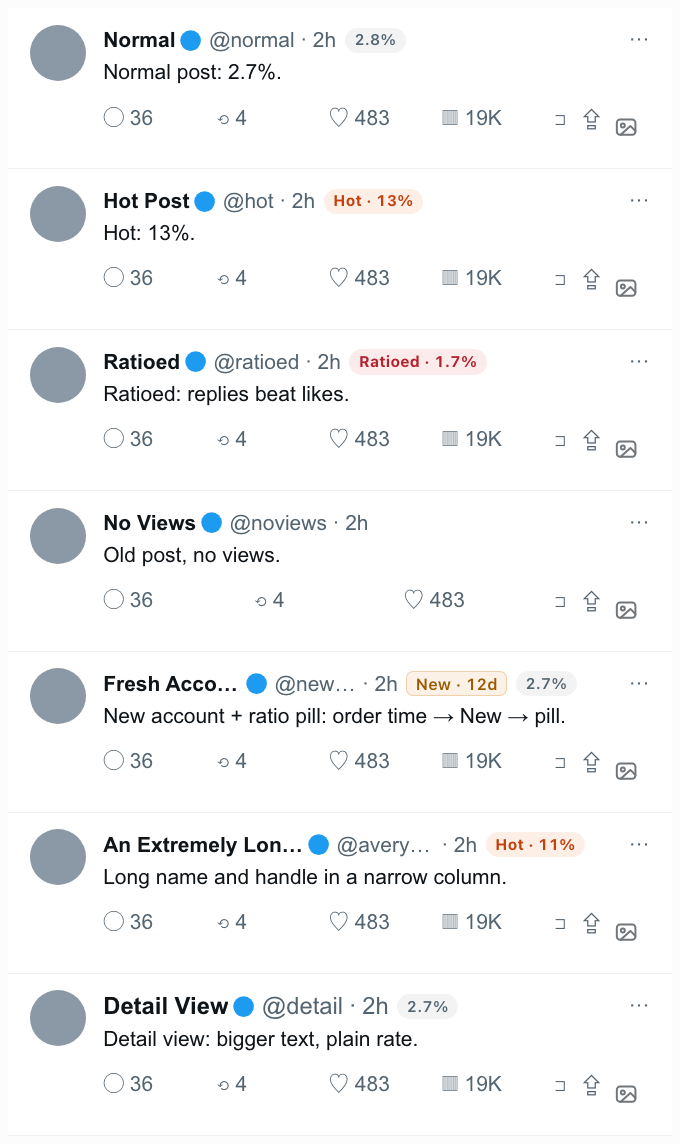 Normal @normal · 2h 2.8%
Normal post: 2.7%.
36 4 483 19K
Hot Post @hot · 2h Hot · 13%
Hot: 13%.
36 4 483 19K
Ratioed @ratioed · 2h Ratioed · 1.7%
Ratioed: replies beat likes.
36 4 483 19K
No Views @noviews · 2h
Old post, no views.
36 4 483
Fresh Acco… @new… · 2h New · 12d 2.7%
New account + ratio pill: order time → New → pill.
36 4 483 19K
An Extremely Lon… @avery… · 2h Hot · 11%
Long name and handle in a narrow column.
36 4 483 19K
Detail View @detail · 2h 2.7%
Detail view: bigger text, plain rate.
36 4 483 19K